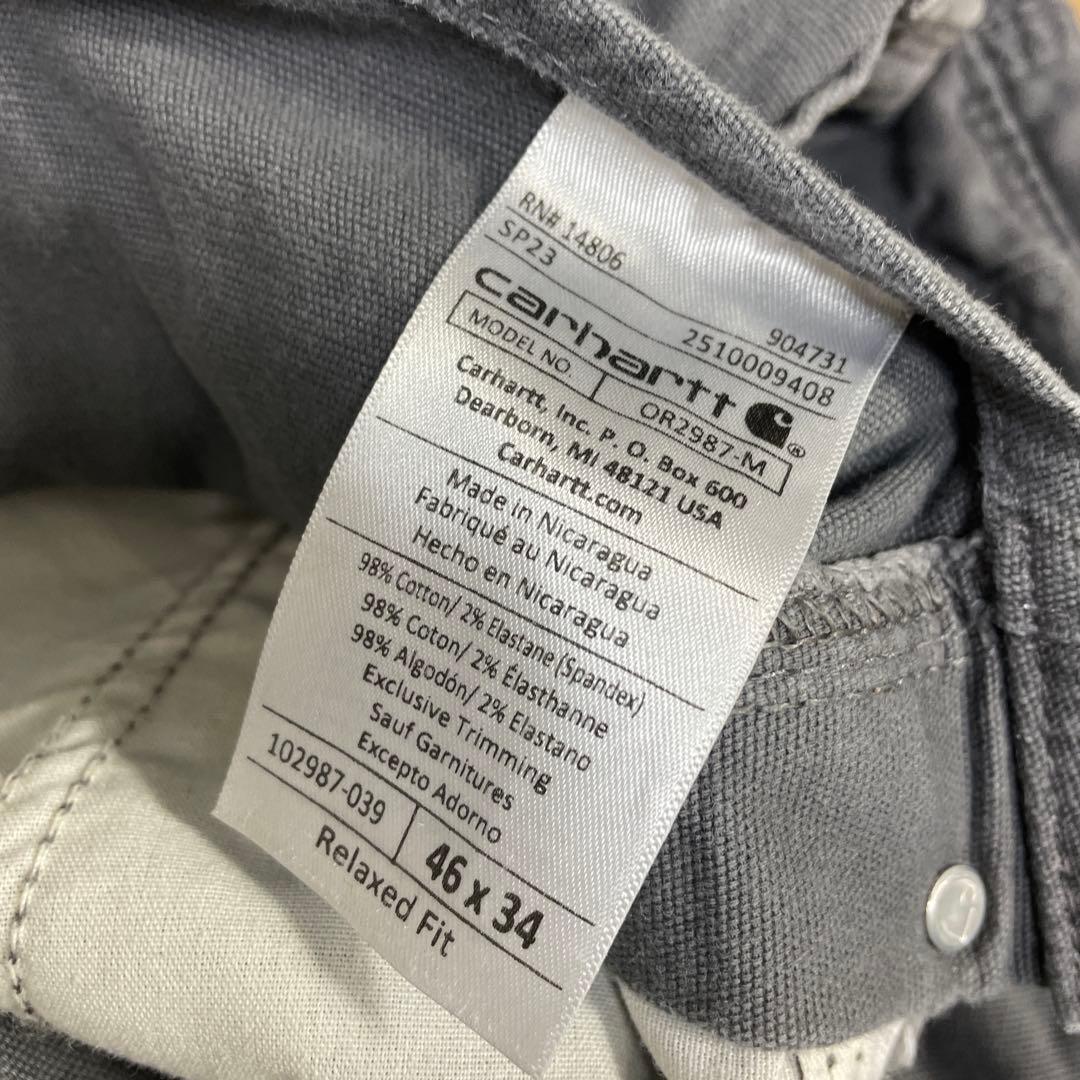 RN# 14806 904731
SP23 2510009408
carhartt ®
MODEL NO. OR2987-M
Carhartt, Inc. P. O. Box 600
Dearborn, MI 48121 USA
Carhartt.com
Made in Nicaragua
Fabriqué au Nicaragua
Hecho en Nicaragua
98% Cotton/ 2% Elastane (Spandex)
98% Coton/ 2% Élasthanne
98% Algodón/ 2% Elastano
Exclusive Trimming
Sauf Garnitures
Excepto Adorno
102987-039 46 x 34
Relaxed Fit